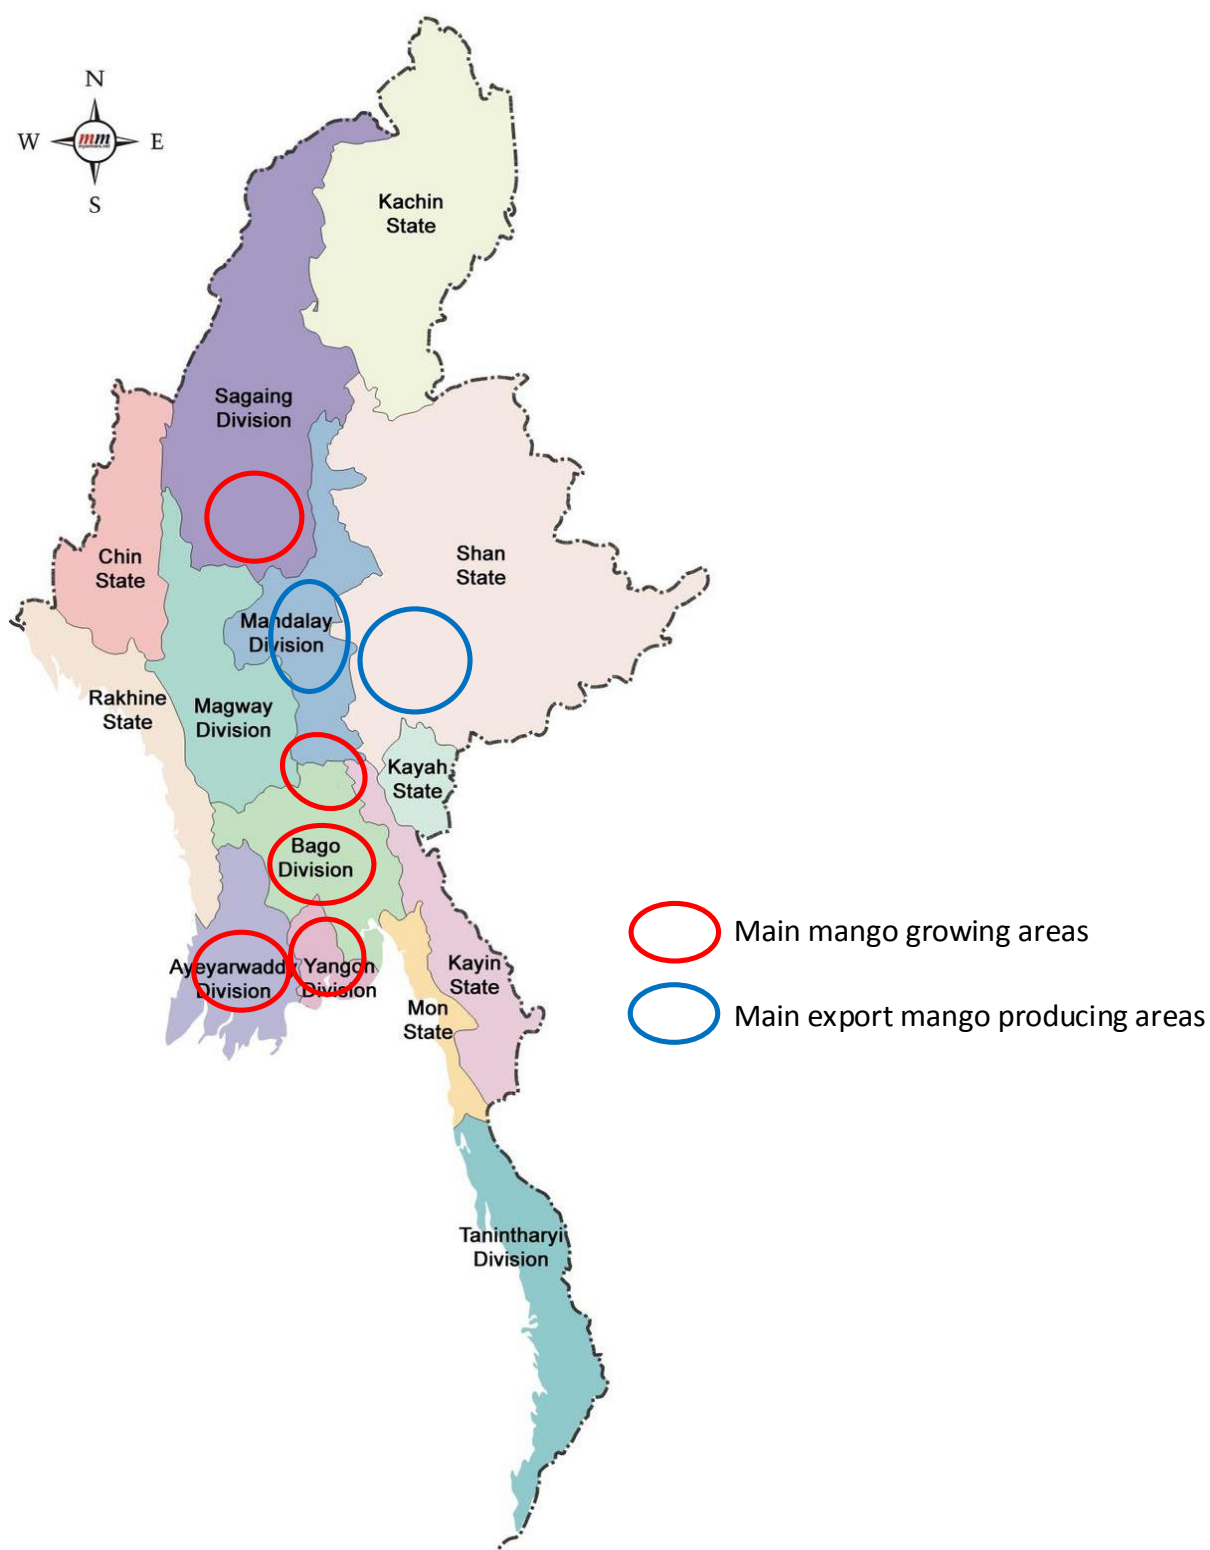 N
W
mm
E
S
Kachin
State
Sagaing
Division
Chin
State
Shan
State
Mandalay
Division
Rakhine
State
Magway
Division
Kayah
State
Bago
Division
Main mango growing areas
Ayeyarwaddy
Division
Yangon
Division
Kayin
State
Mon
State
Main export mango producing areas
Tanintharyi
Division